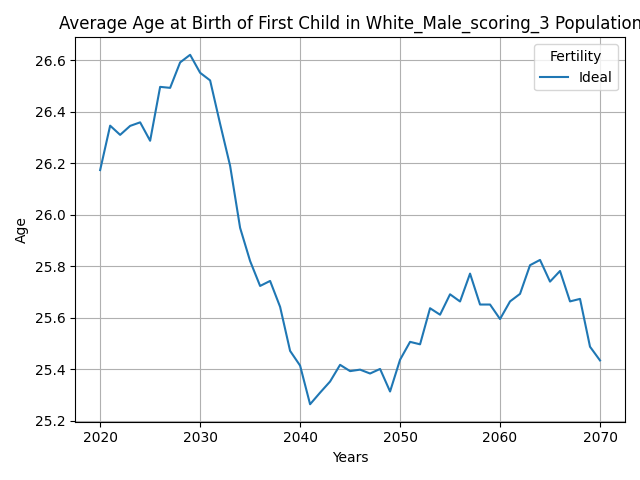 Average Age at Birth of First Child in White_Male_scoring_3 Population
Fertility
Ideal
26.6
26.4
26.2
26.0
25.8
25.6
25.4
25.2
Age
2020 2030 2040 2050 2060 2070
Years